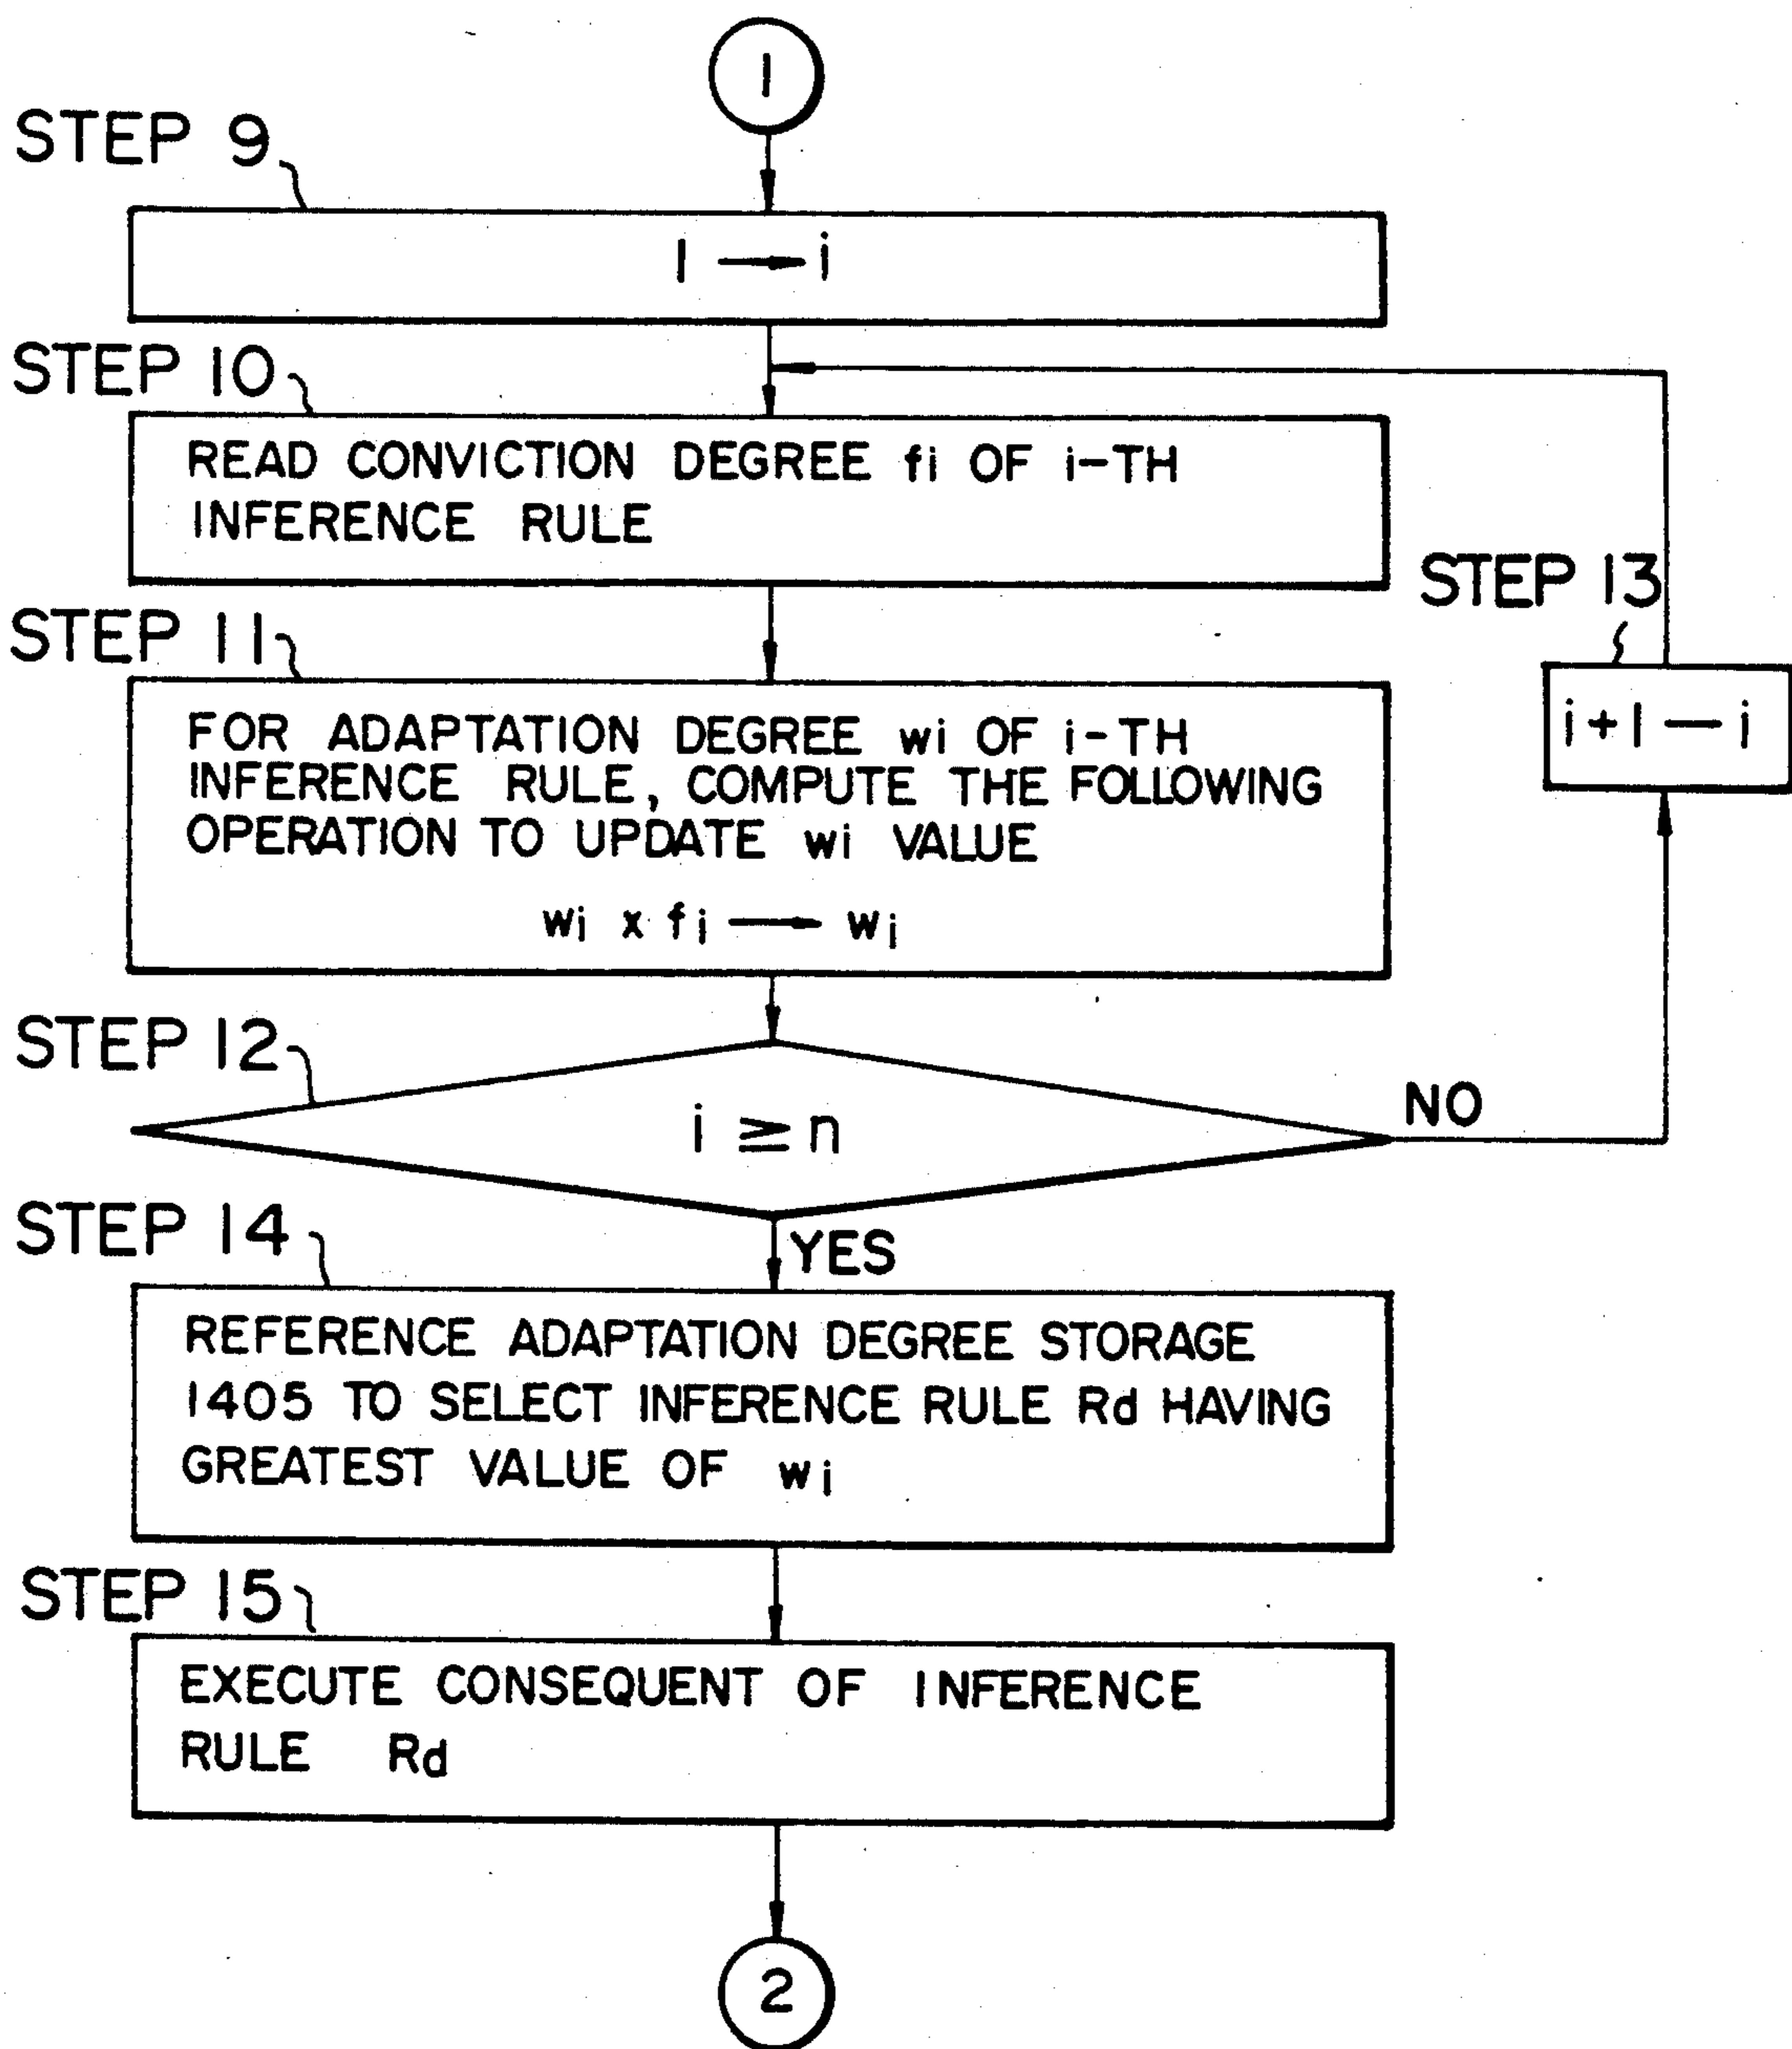 1
STEP 9
1 → i
STEP 10
READ CONVICTION DEGREE fi OF i-TH
INFERENCE RULE
STEP 11
FOR ADAPTATION DEGREE wi OF i-TH
INFERENCE RULE, COMPUTE THE FOLLOWING
OPERATION TO UPDATE wi VALUE
wi x fi → wi
STEP 12
i ≧ n
NO
STEP 13
i+1 — i
YES
STEP 14
REFERENCE ADAPTATION DEGREE STORAGE
1405 TO SELECT INFERENCE RULE Rd HAVING
GREATEST VALUE OF wi
STEP 15
EXECUTE CONSEQUENT OF INFERENCE
RULE Rd
2